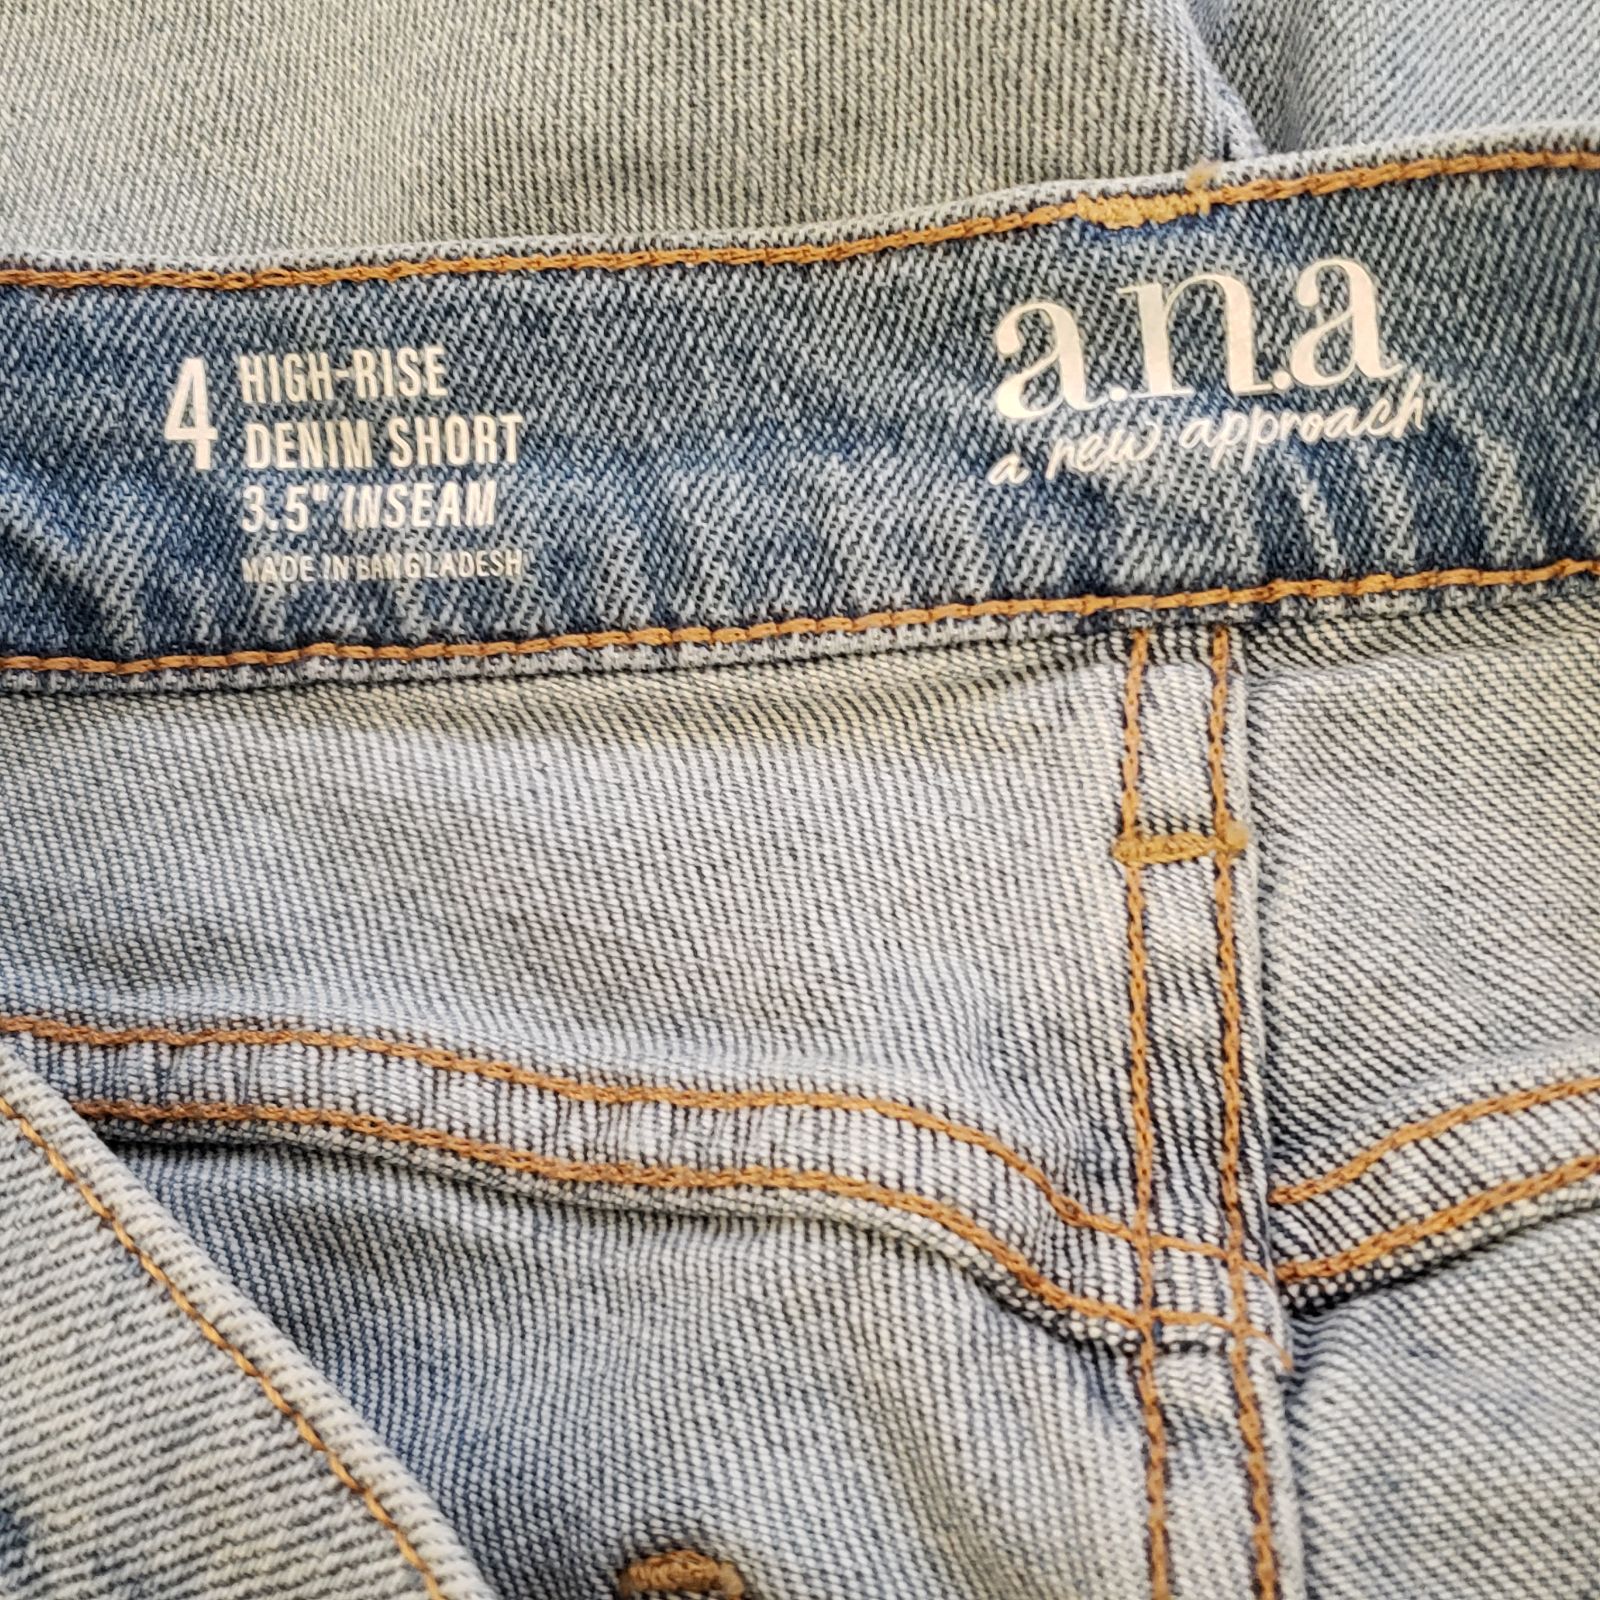 4
HIGH-RISE
DENIM SHORT
3.5" INSEAM
MADE IN BANGLADESH
a.n.a
a new approach